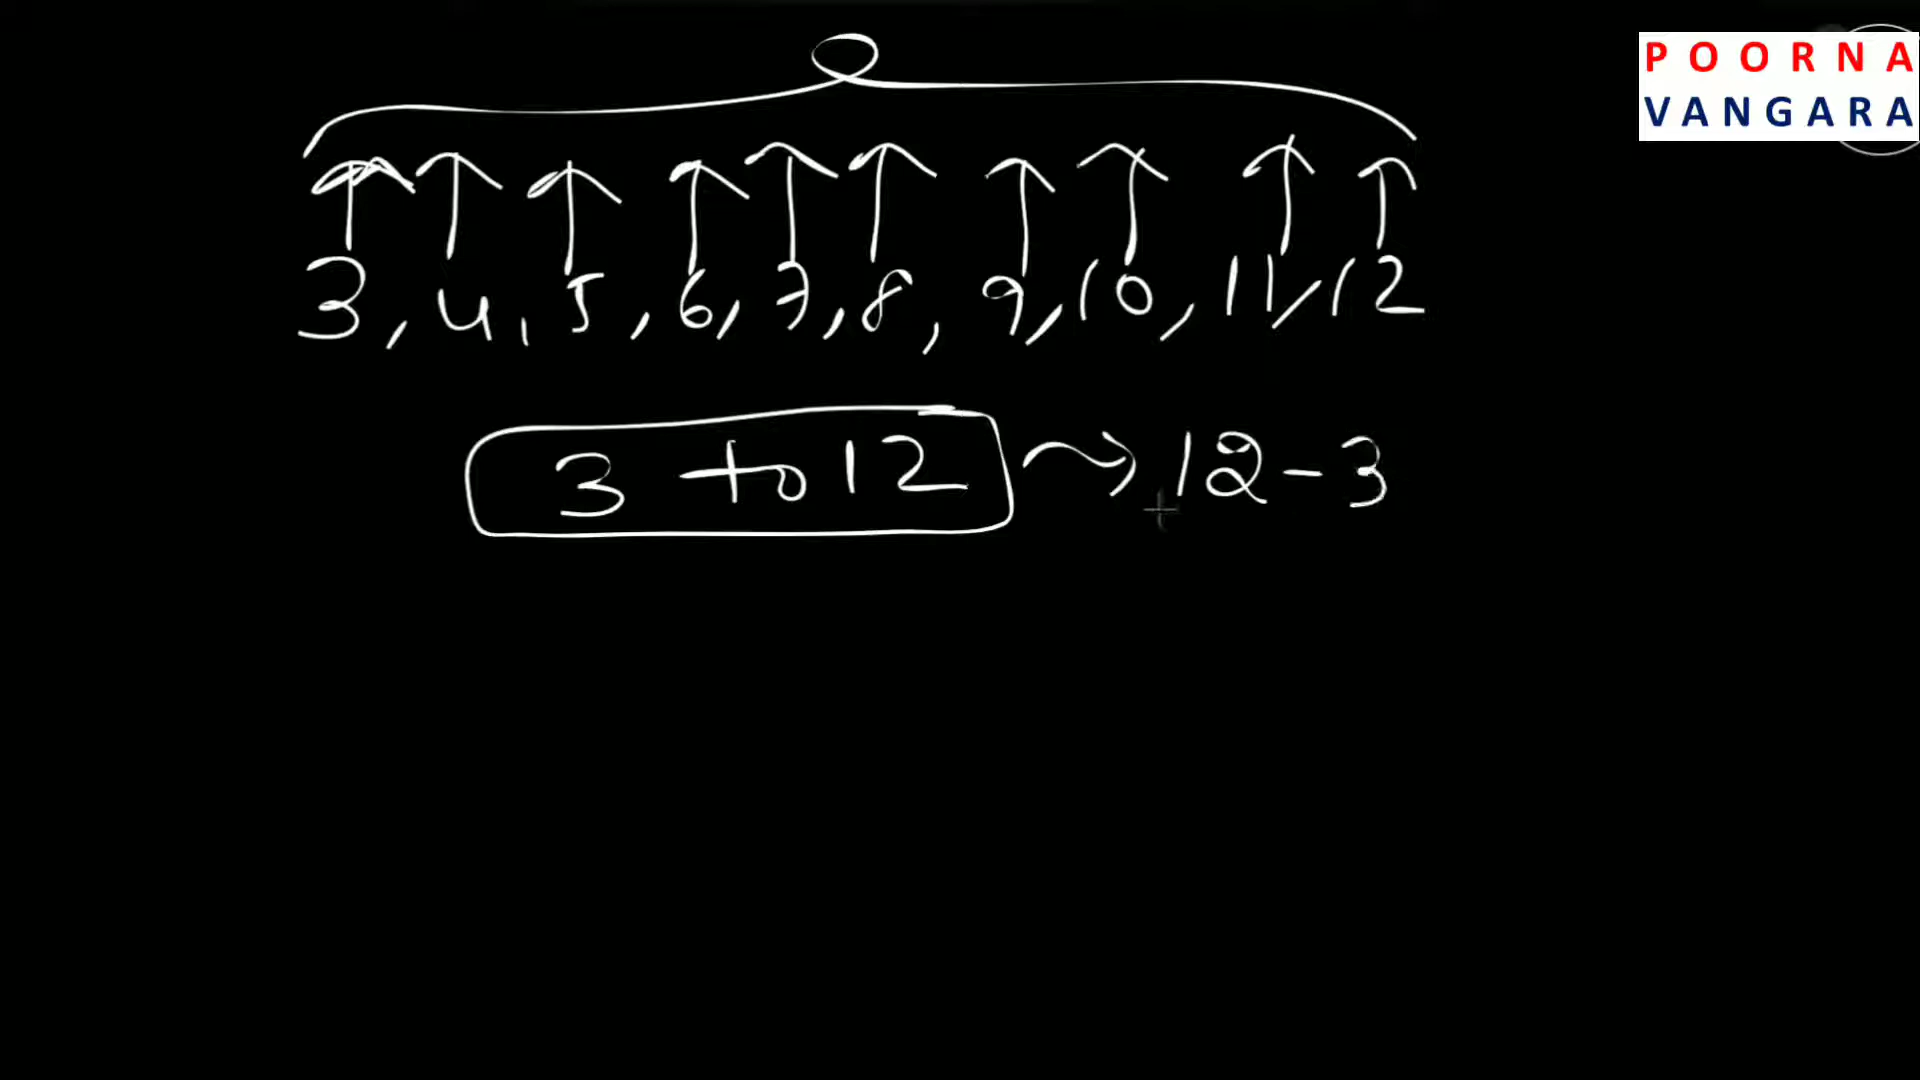 POORNA
VANGARA
3, 4, 5, 6, 7, 8, 9, 10, 11, 12
3 to 12 → 12 - 3